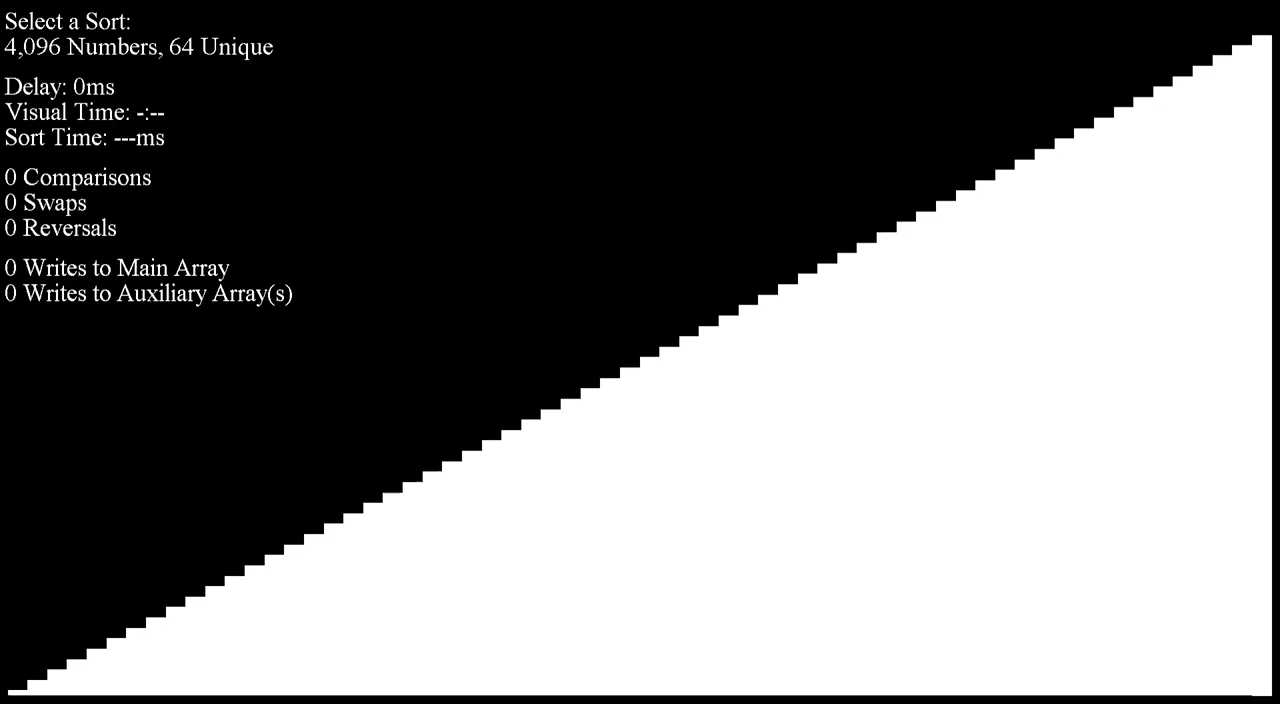 Select a Sort:
4,096 Numbers, 64 Unique
Delay: 0ms
Visual Time: -:--
Sort Time: ---ms
0 Comparisons
0 Swaps
0 Reversals
0 Writes to Main Array
0 Writes to Auxiliary Array(s)